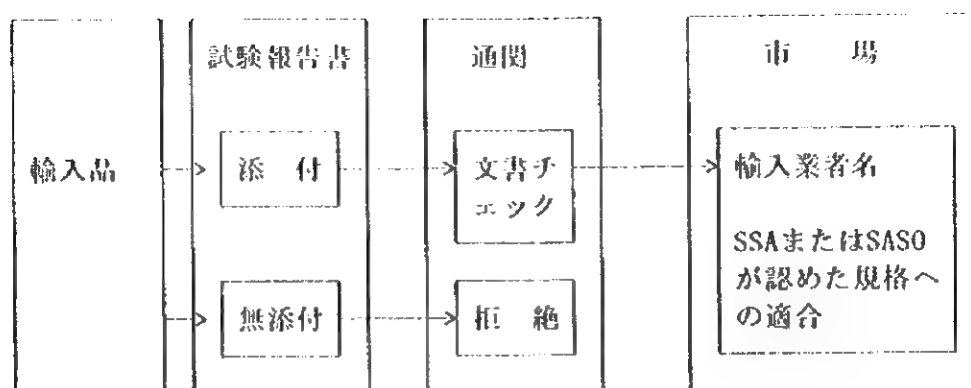 試験報告書
通関
市　場
輸入品
添　付
文書チ
ェック
輸入業者名
SSAまたはSASO
が認めた規格へ
の適合
無添付
拒　絶